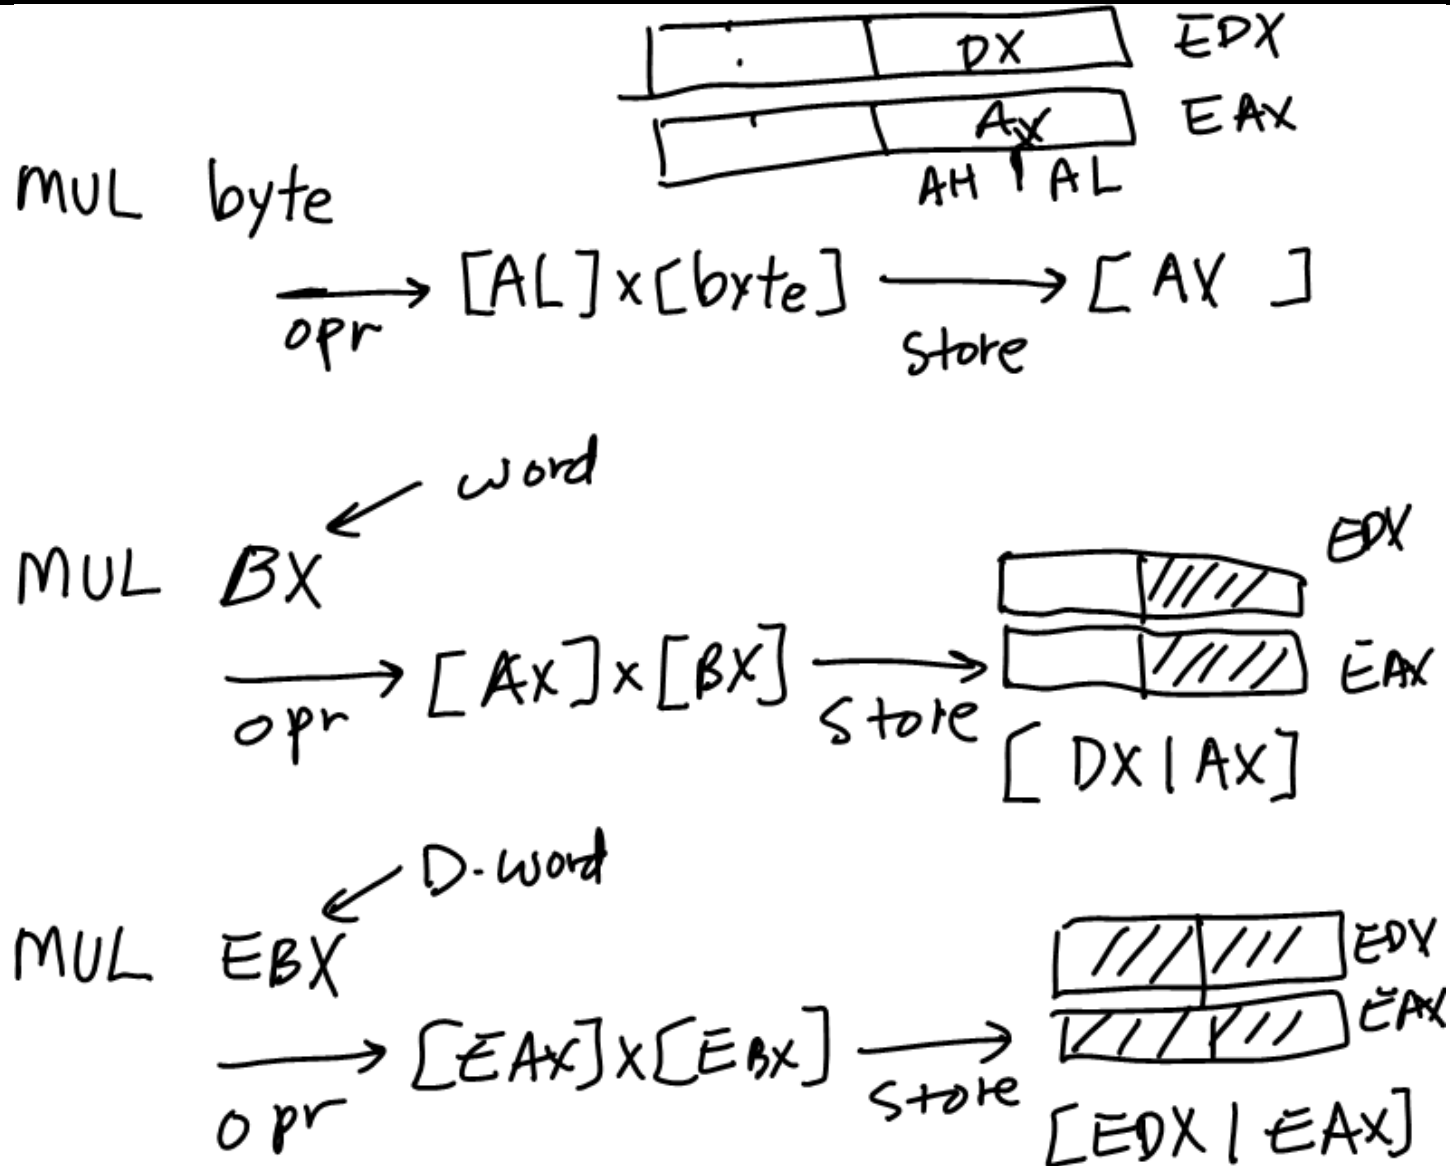 DX EDX
AX EAX
AH AL
MUL byte
opr [AL]x[byte] store [ AX ]
word
MUL BX EDX
opr [AX]x[BX] store EAX
[ DX | AX ]
D-word
MUL EBX EDX
EAX
opr [EAX]x[EBX] store
[EDX | EAX]